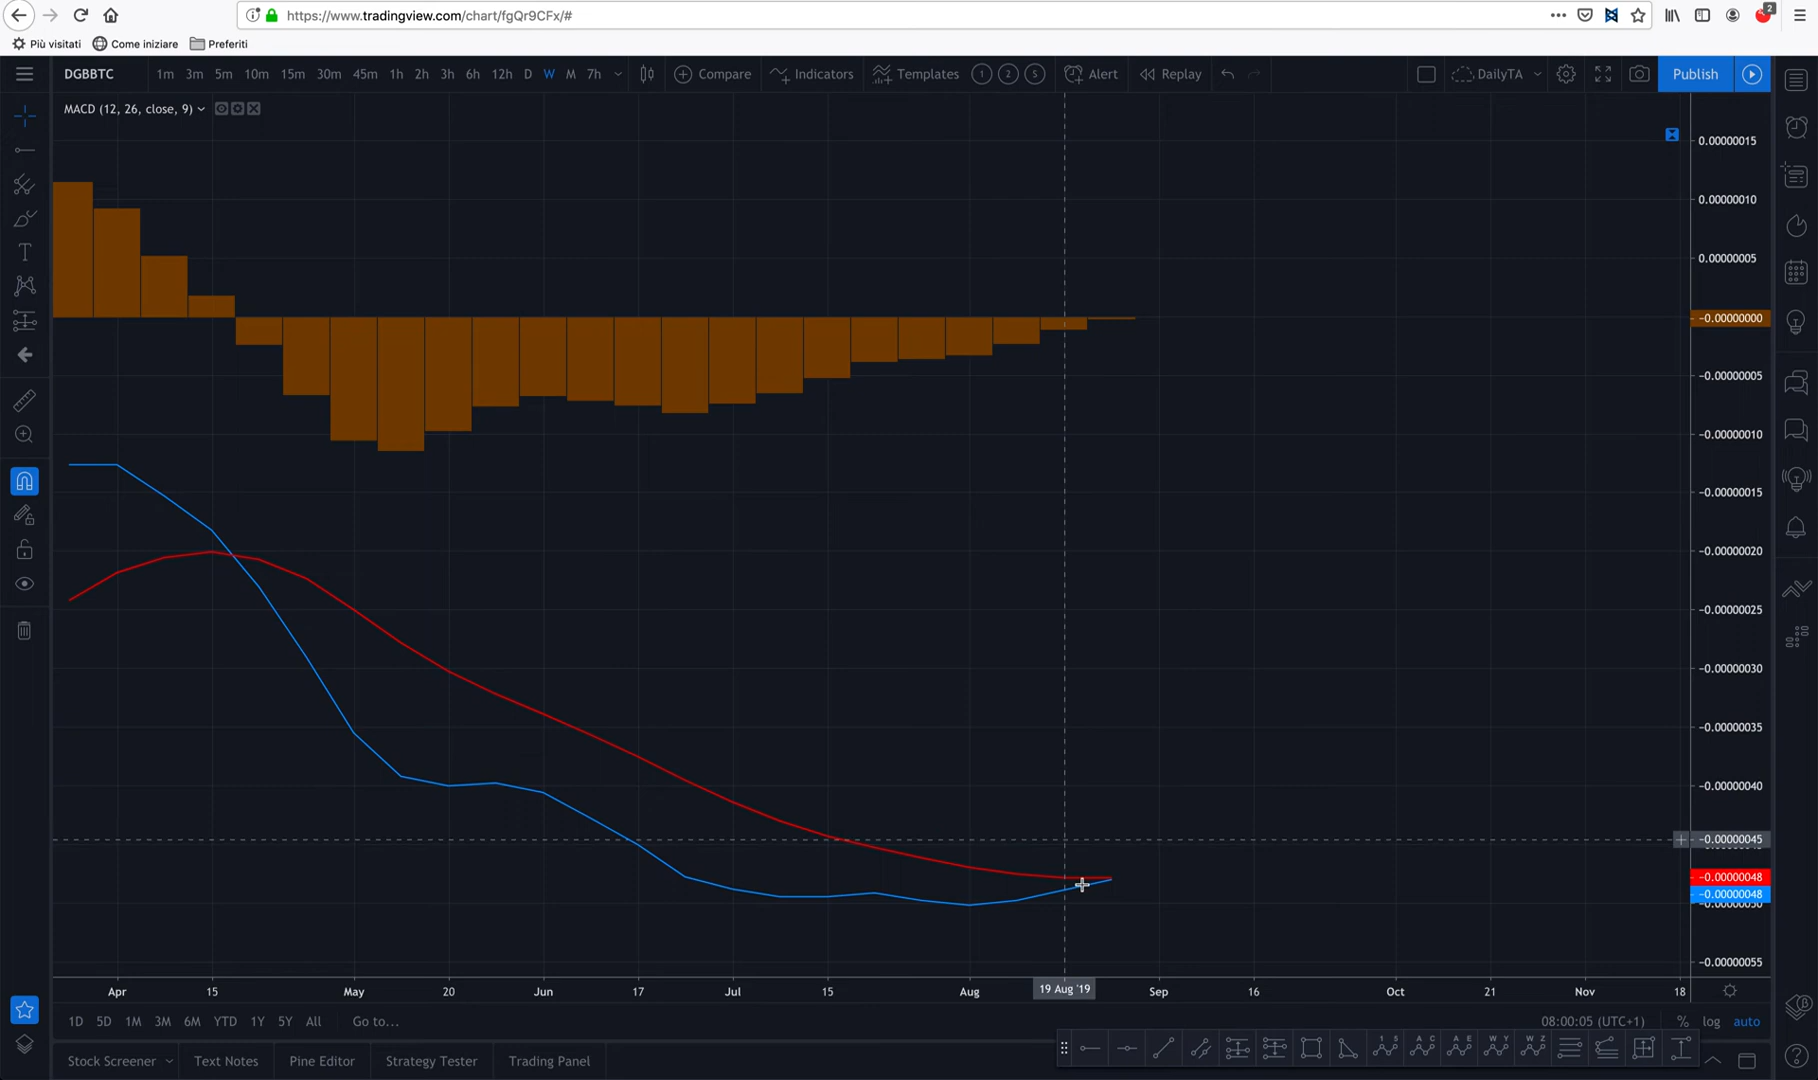 https://www.tradingview.com/chart/fgQr9CFx/#
2
Più visitati Come iniziare Preferiti
DGBBTC 1m 3m 5m 10m 15m 30m 45m 1h 2h 3h 6h 12h D W M 7h Compare Indicators Templates 1 2 5 Alert Replay DailyTA Publish
MACD (12, 26, close, 9)
0.00000015
0.00000010
0.00000005
-0.00000000
-0.00000005
-0.00000010
-0.00000015
-0.00000020
-0.00000025
-0.00000030
-0.00000035
-0.00000040
-0.00000045
-0.00000048
-0.00000048
-0.00000055
Apr 15 May 20 Jun 17 Jul 15 Aug 19 Aug '19 Sep 16 Oct 21 Nov 18
1D 5D 1M 3M 6M YTD 1Y 5Y All Go to... 08:00:05 (UTC+1) % log auto
Stock Screener Text Notes Pine Editor Strategy Tester Trading Panel